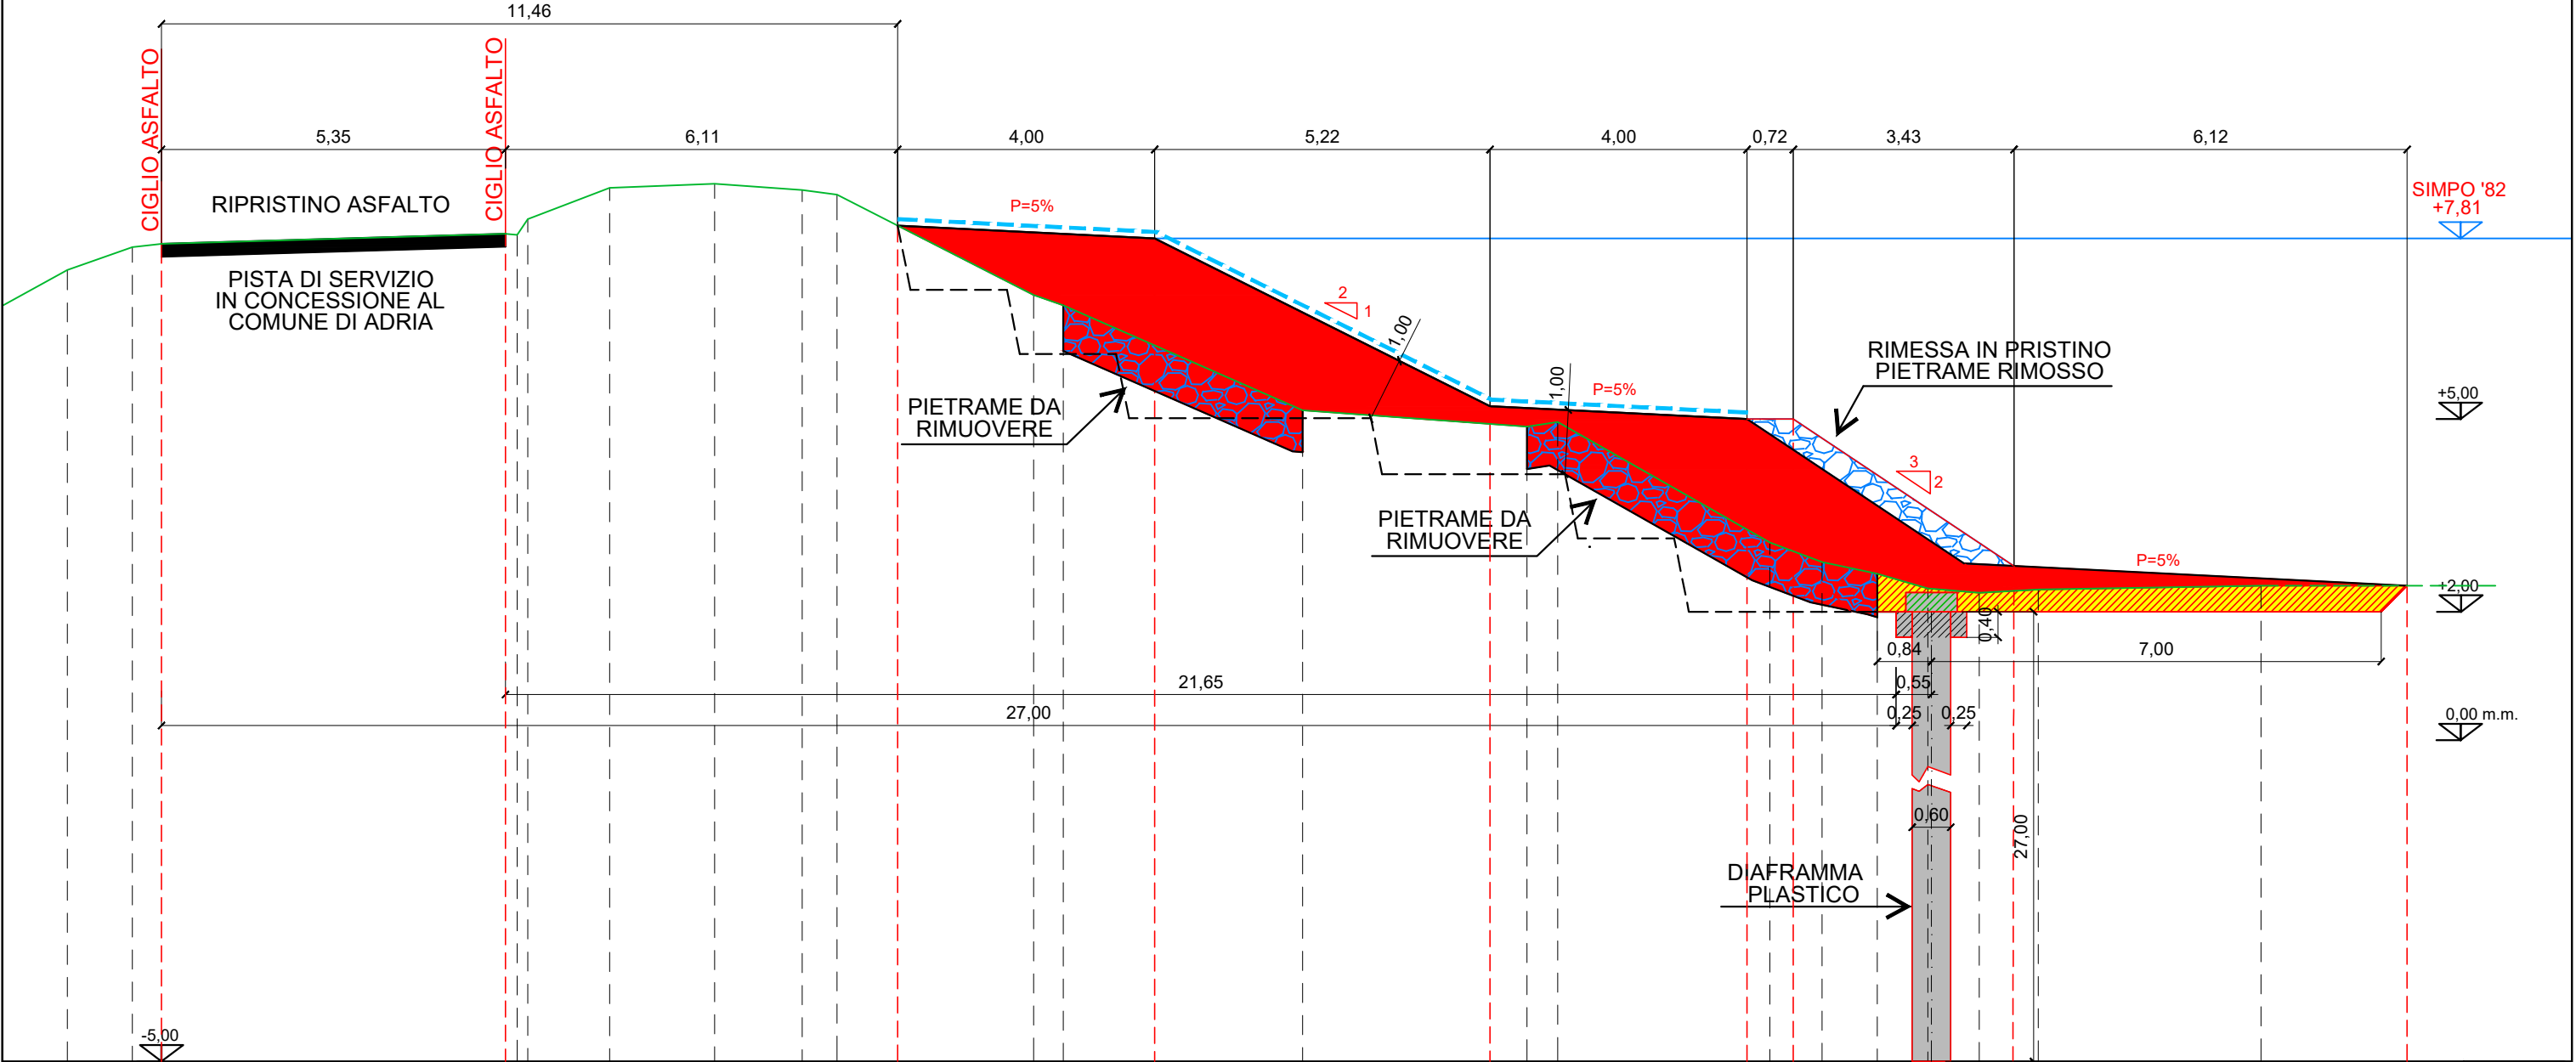 11,46
CIGLIO ASFALTO
CIGLIO ASFALTO
5,35
6,11
4,00
5,22
4,00
0,72
3,43
6,12
SIMPO '82
+7,81
RIPRISTINO ASFALTO
P=5%
PISTA DI SERVIZIO
IN CONCESSIONE AL
COMUNE DI ADRIA
2
1
1,00
1,00
P=5%
RIMESSA IN PRISTINO
PIETRAME RIMOSSO
+5,00
PIETRAME DA
RIMUOVERE
3
2
PIETRAME DA
RIMUOVERE
P=5%
+2,00
0,40
0,84
7,00
21,65
0,55
27,00
0,25
0,25
0,00 m.m.
0,60
27,00
DIAFRAMMA
PLASTICO
-5,00